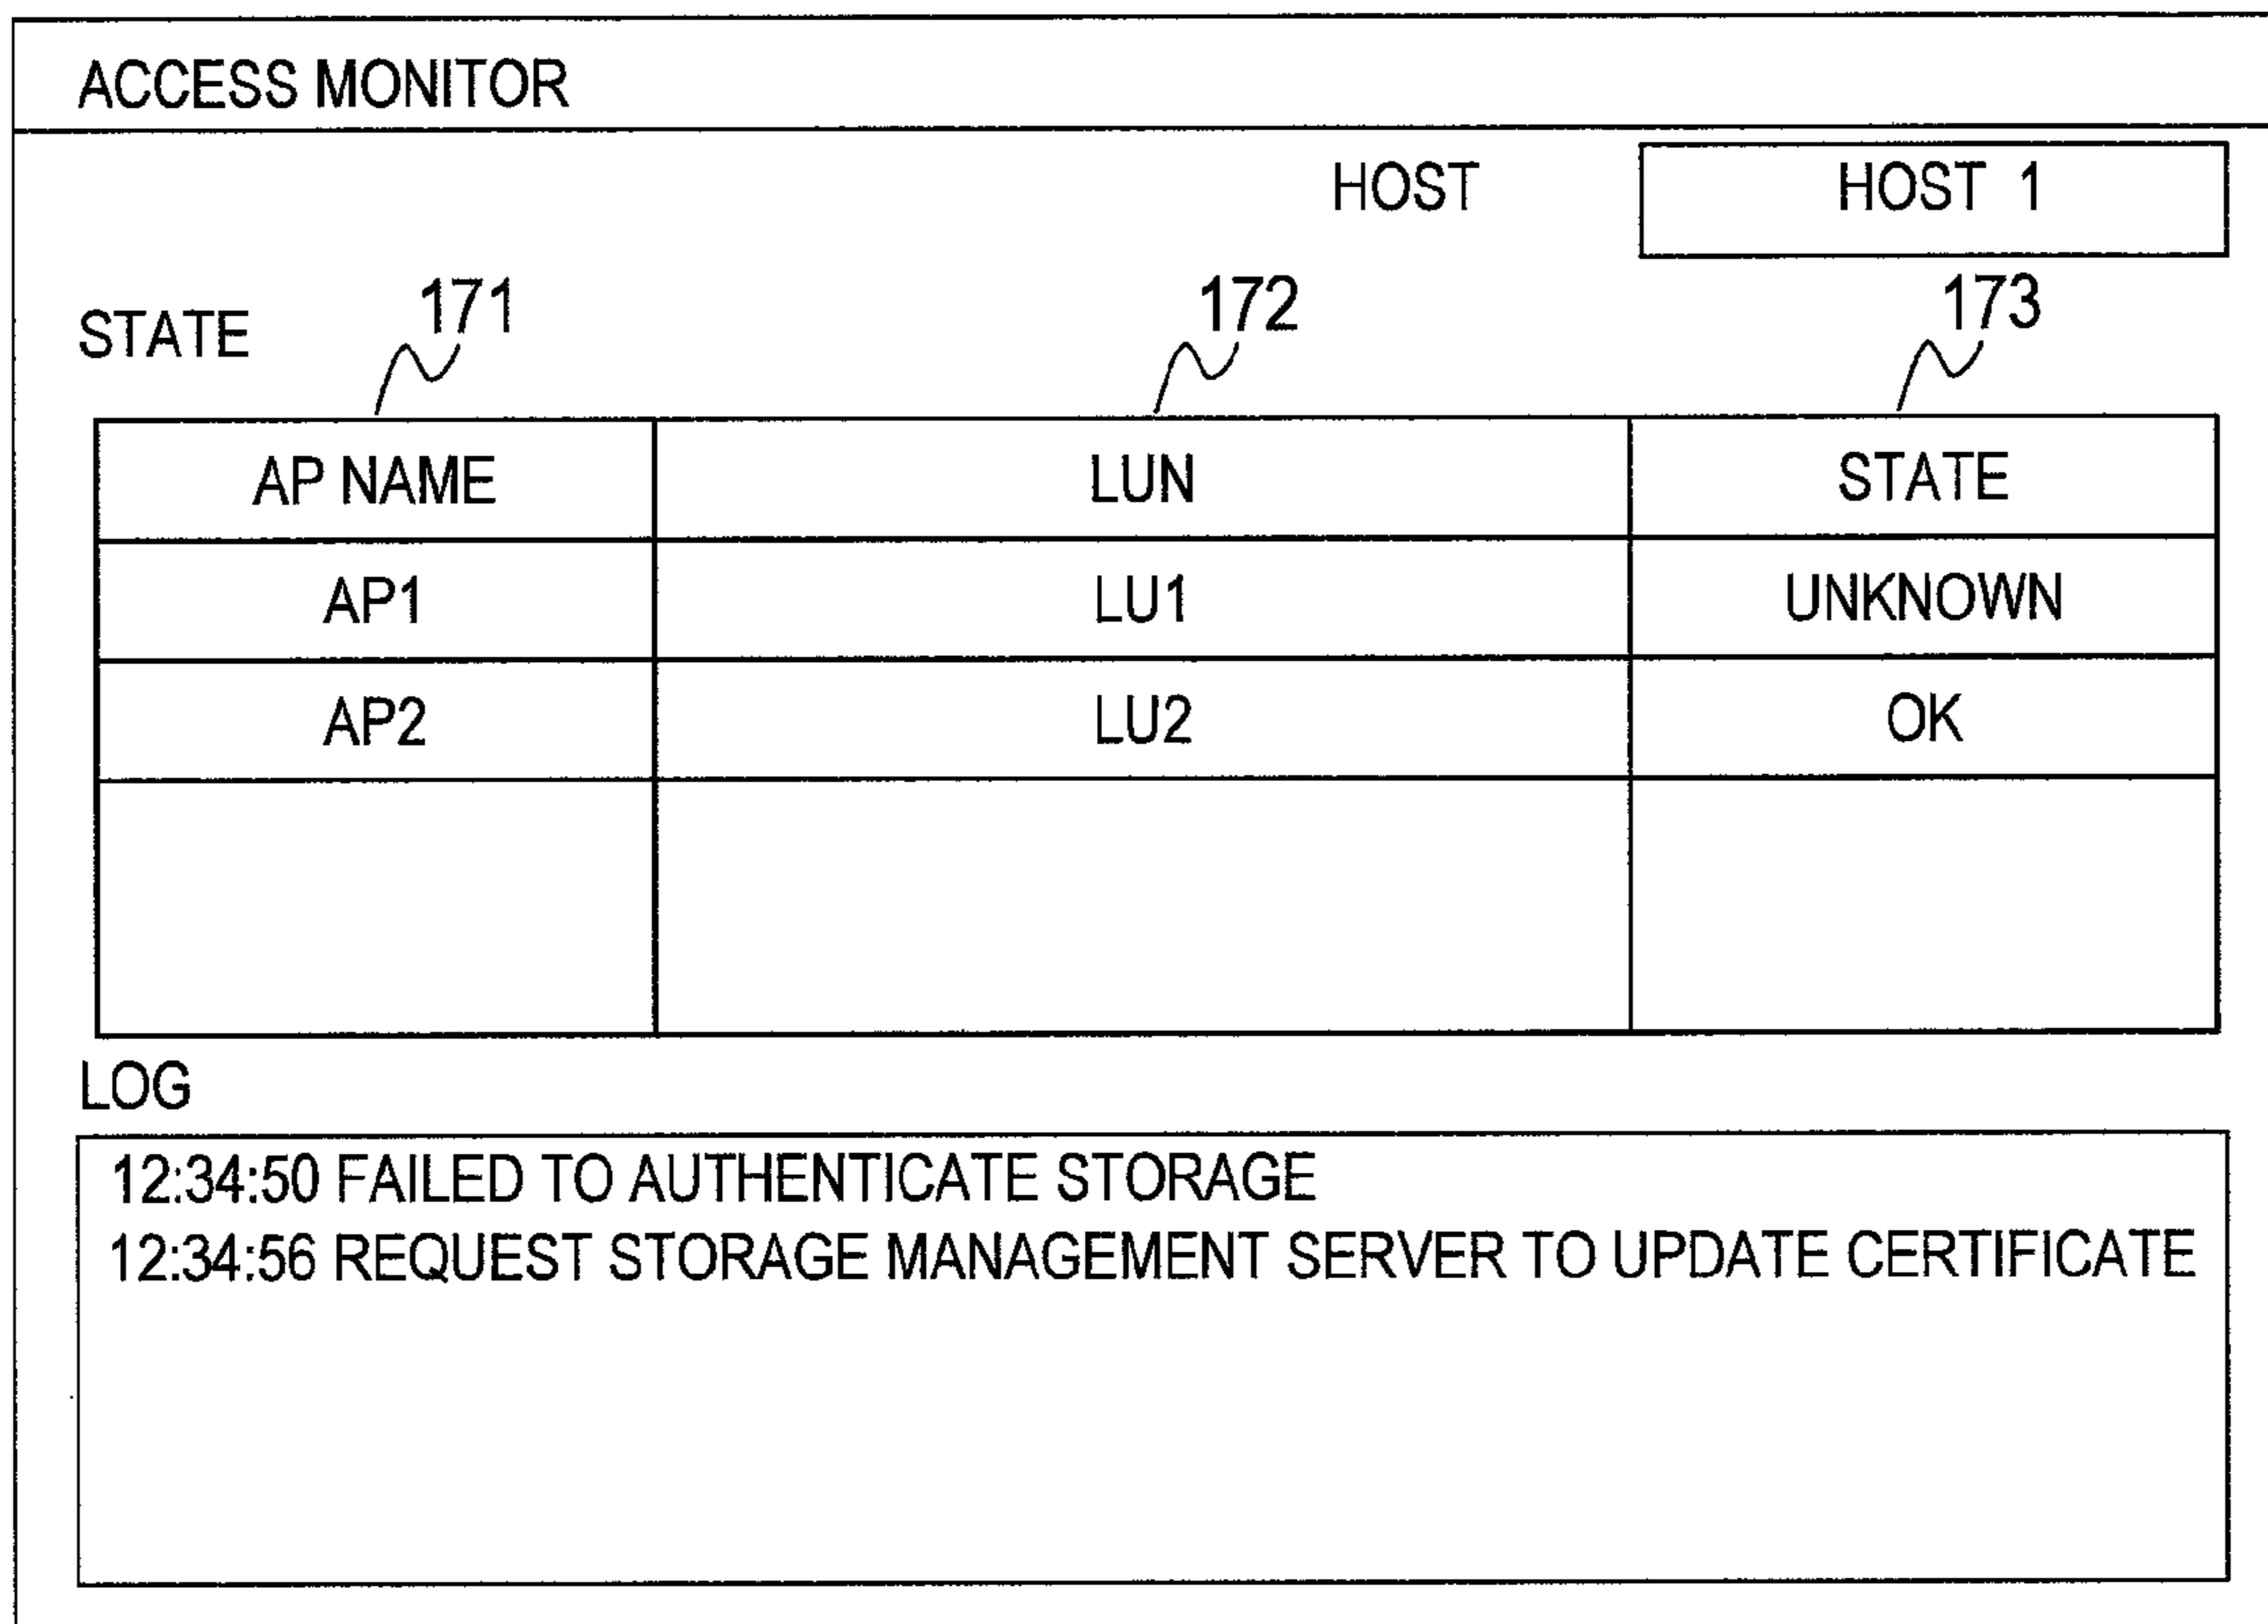 ACCESS MONITOR
HOST HOST 1
STATE 171 172 173
AP NAME LUN STATE
AP1 LU1 UNKNOWN
AP2 LU2 OK
LOG
12:34:50 FAILED TO AUTHENTICATE STORAGE
12:34:56 REQUEST STORAGE MANAGEMENT SERVER TO UPDATE CERTIFICATE